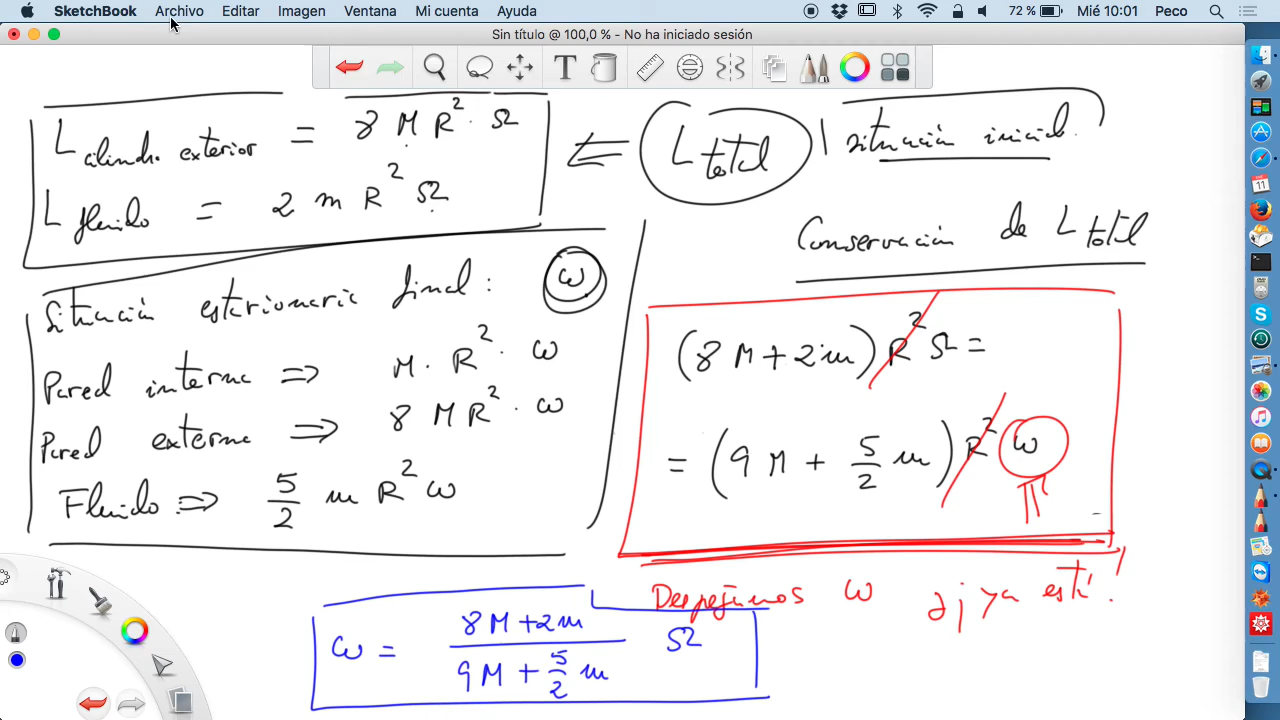 SketchBook Archivo Editar Imagen Ventana Mi cuenta Ayuda 72 % Mié 10:01 Peco
Sin título @ 100,0 % - No ha iniciado sesión
L cilindro exterior = 8 M R² · Ω ⇐ L total | situación inicial.
L fluido = 2 m R² Ω
Conservación de L total
Situación estacionaria final: ω
(8 M + 2 m) R² Ω =
Pared interna ⇒ M · R² · ω
Pared externa ⇒ 8 M R² · ω
= (9 M + 5/2 m) R² ω
Fluido ⇒ 5/2 m R² ω
Despejamos ω ¡ ya está!
ω = (8 M + 2 m) / (9 M + 5/2 m) Ω